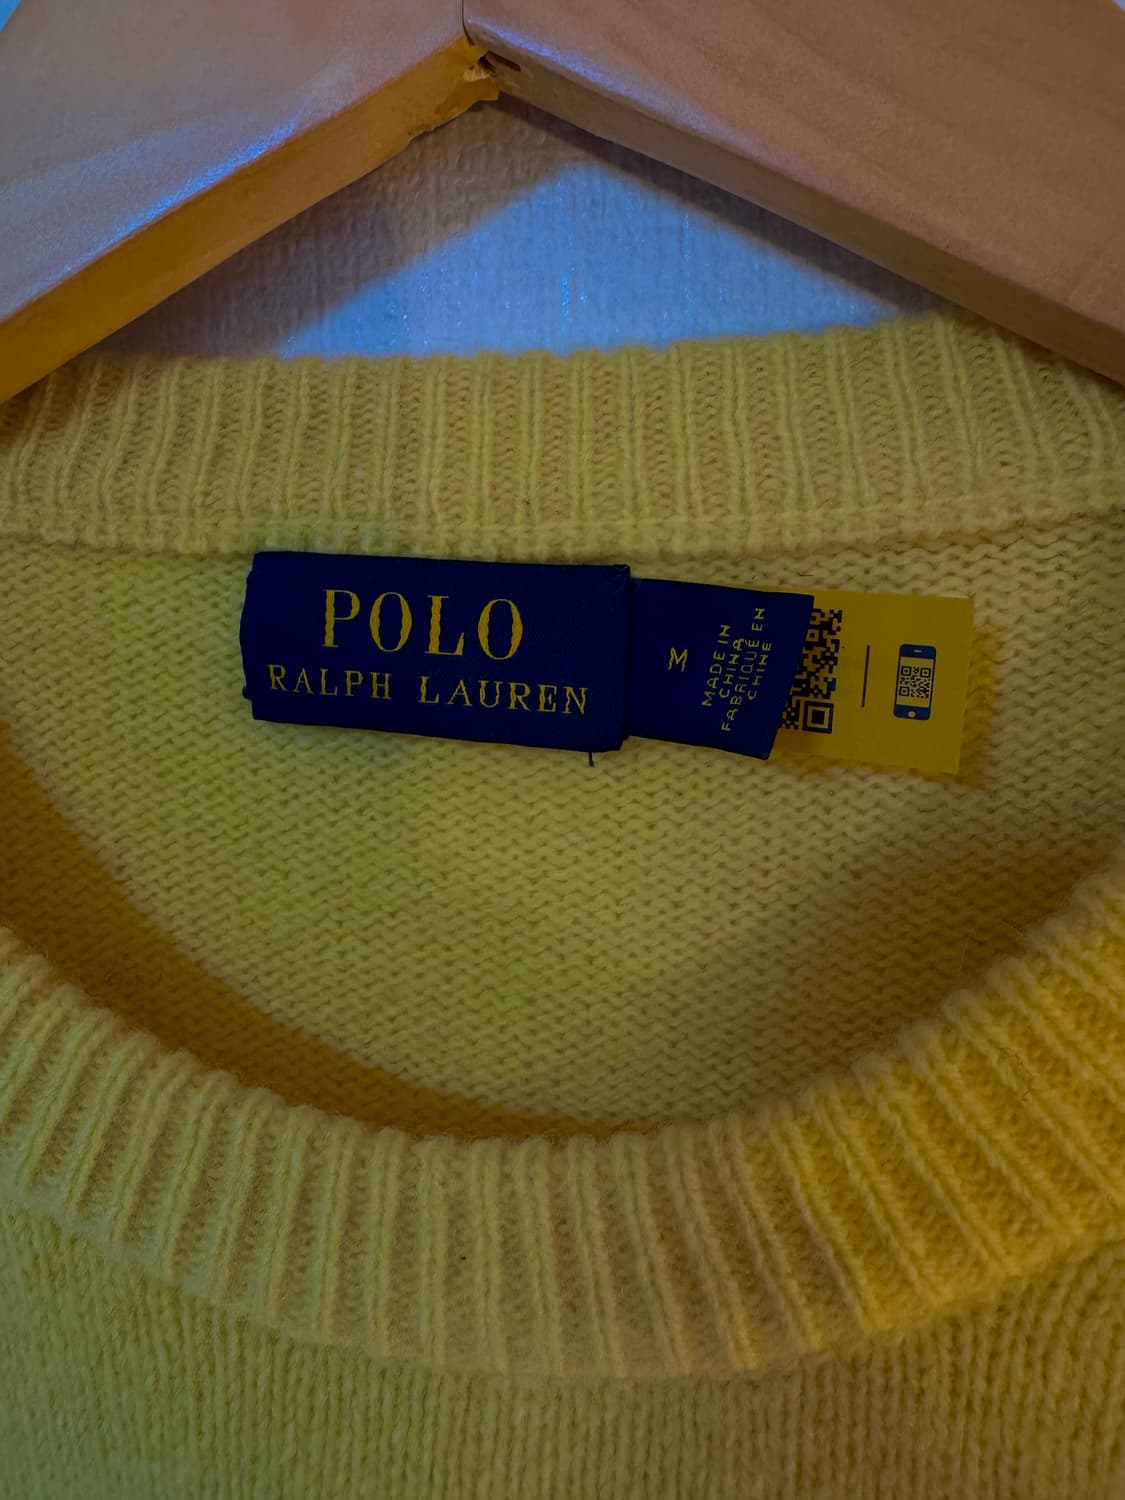 POLO
RALPH LAUREN
M
MADE IN
CHINA
FABRIQUÉ EN
CHINE